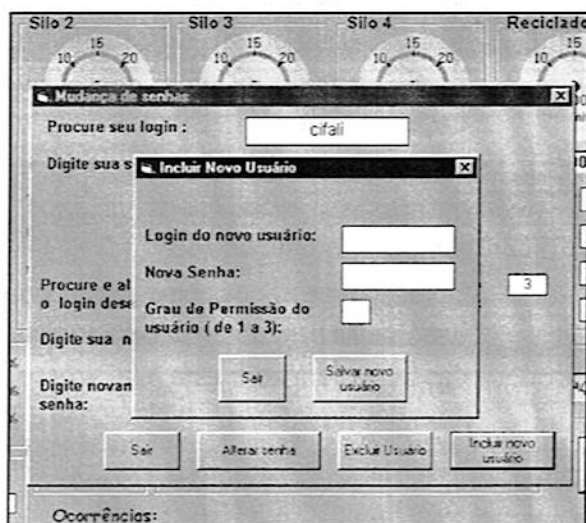 Silo 2 Silo 3 Silo 4 Reciclado
15 15 15 15
10 20 10 20 10 20 10
Mudança de senhas
Procure seu login : cifali
Digite sua s
Incluir Novo Usuário
Login do novo usuário:
Nova Senha:
Procure e al
o login dese
3
Grau de Permissão do
usuário ( de 1 a 3):
Digite sua n
Sair Salvar novo
usuário
Digite novam
senha:
Sair Alterar senha Excluir Usuário Incluir novo
usuário
Ocorrências: